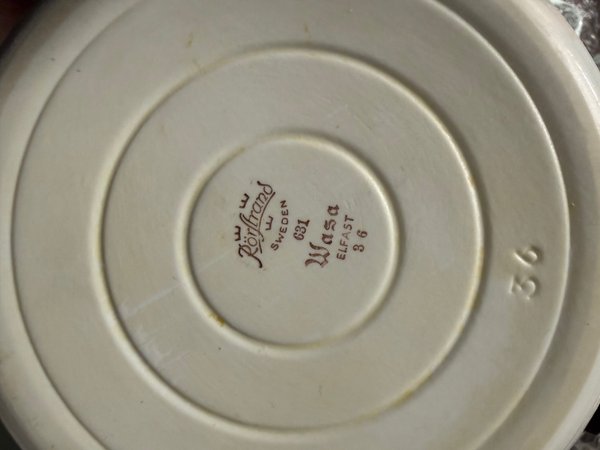 Rörstrand
SWEDEN
631
Wasa
ELFAST
36
36